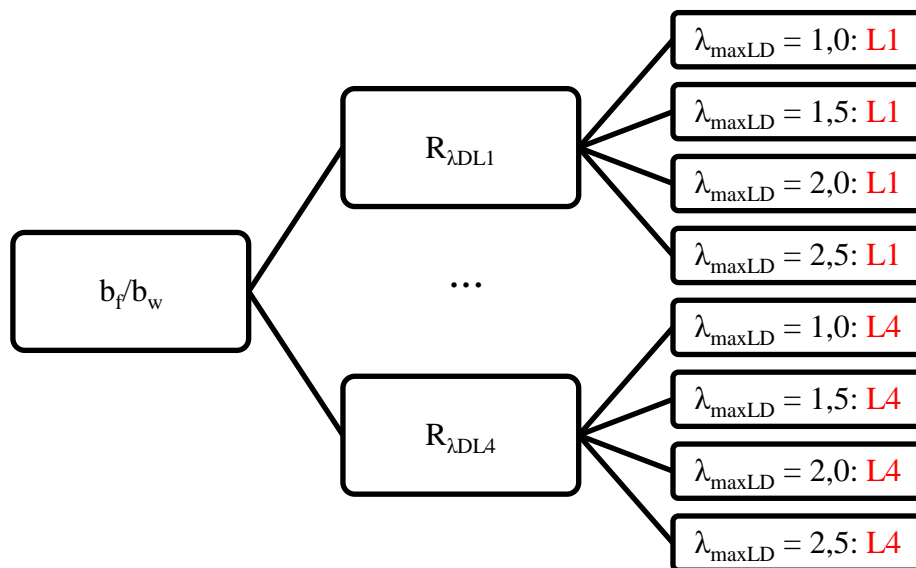 λmaxLD = 1,0: L1
λmaxLD = 1,5: L1
RλDL1
λmaxLD = 2,0: L1
λmaxLD = 2,5: L1
bf/bw
...
λmaxLD = 1,0: L4
λmaxLD = 1,5: L4
RλDL4
λmaxLD = 2,0: L4
λmaxLD = 2,5: L4